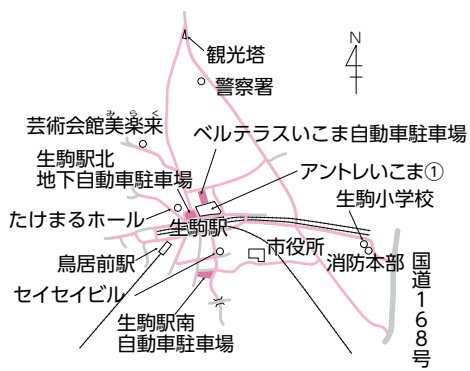 N
観光塔
警察署
みらく
芸術会館美楽来
ベルテラスいこま自動車駐車場
生駒駅北
地下自動車駐車場
アントレいこま①
生駒小学校
たけまるホール
生駒駅
市役所
消防本部
鳥居前駅
セイセイビル
国道168号
生駒駅南
自動車駐車場